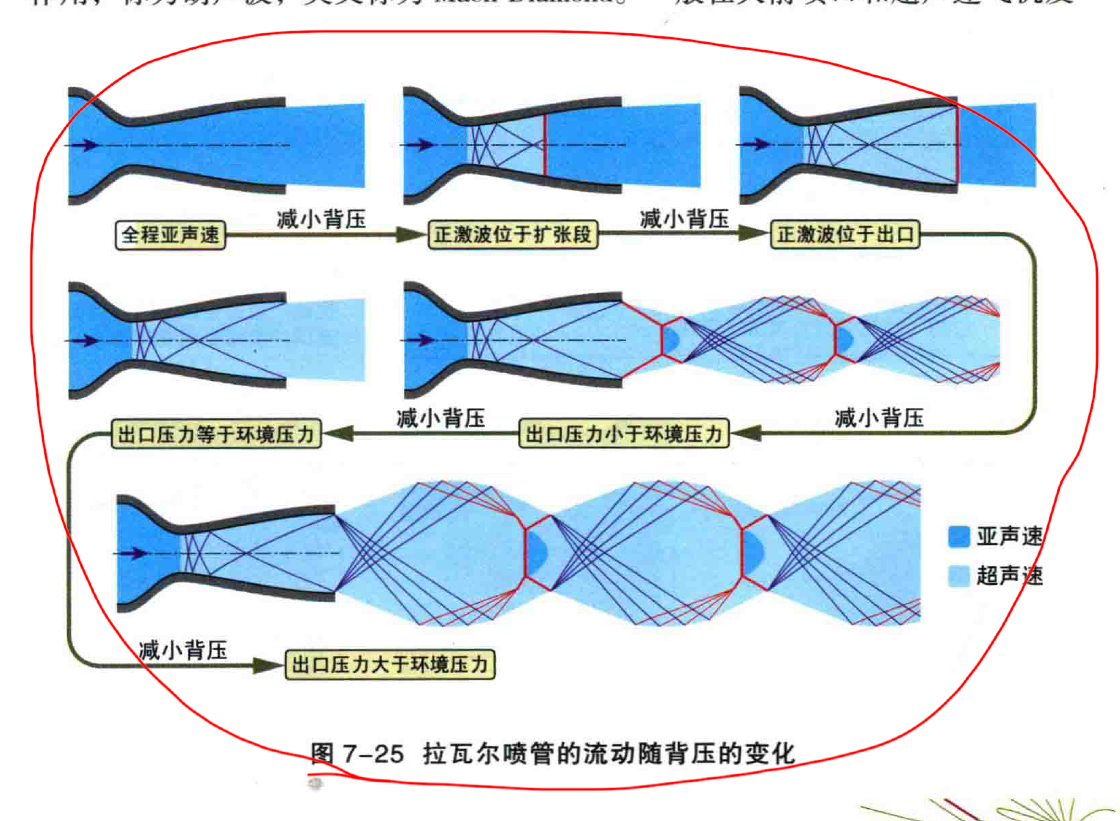 Mach Diamond。
减小背压
减小背压
全程亚声速
正激波位于扩张段
正激波位于出口
减小背压
减小背压
出口压力等于环境压力
出口压力小于环境压力
亚声速
超声速
减小背压
出口压力大于环境压力
图 7-25 拉瓦尔喷管的流动随背压的变化